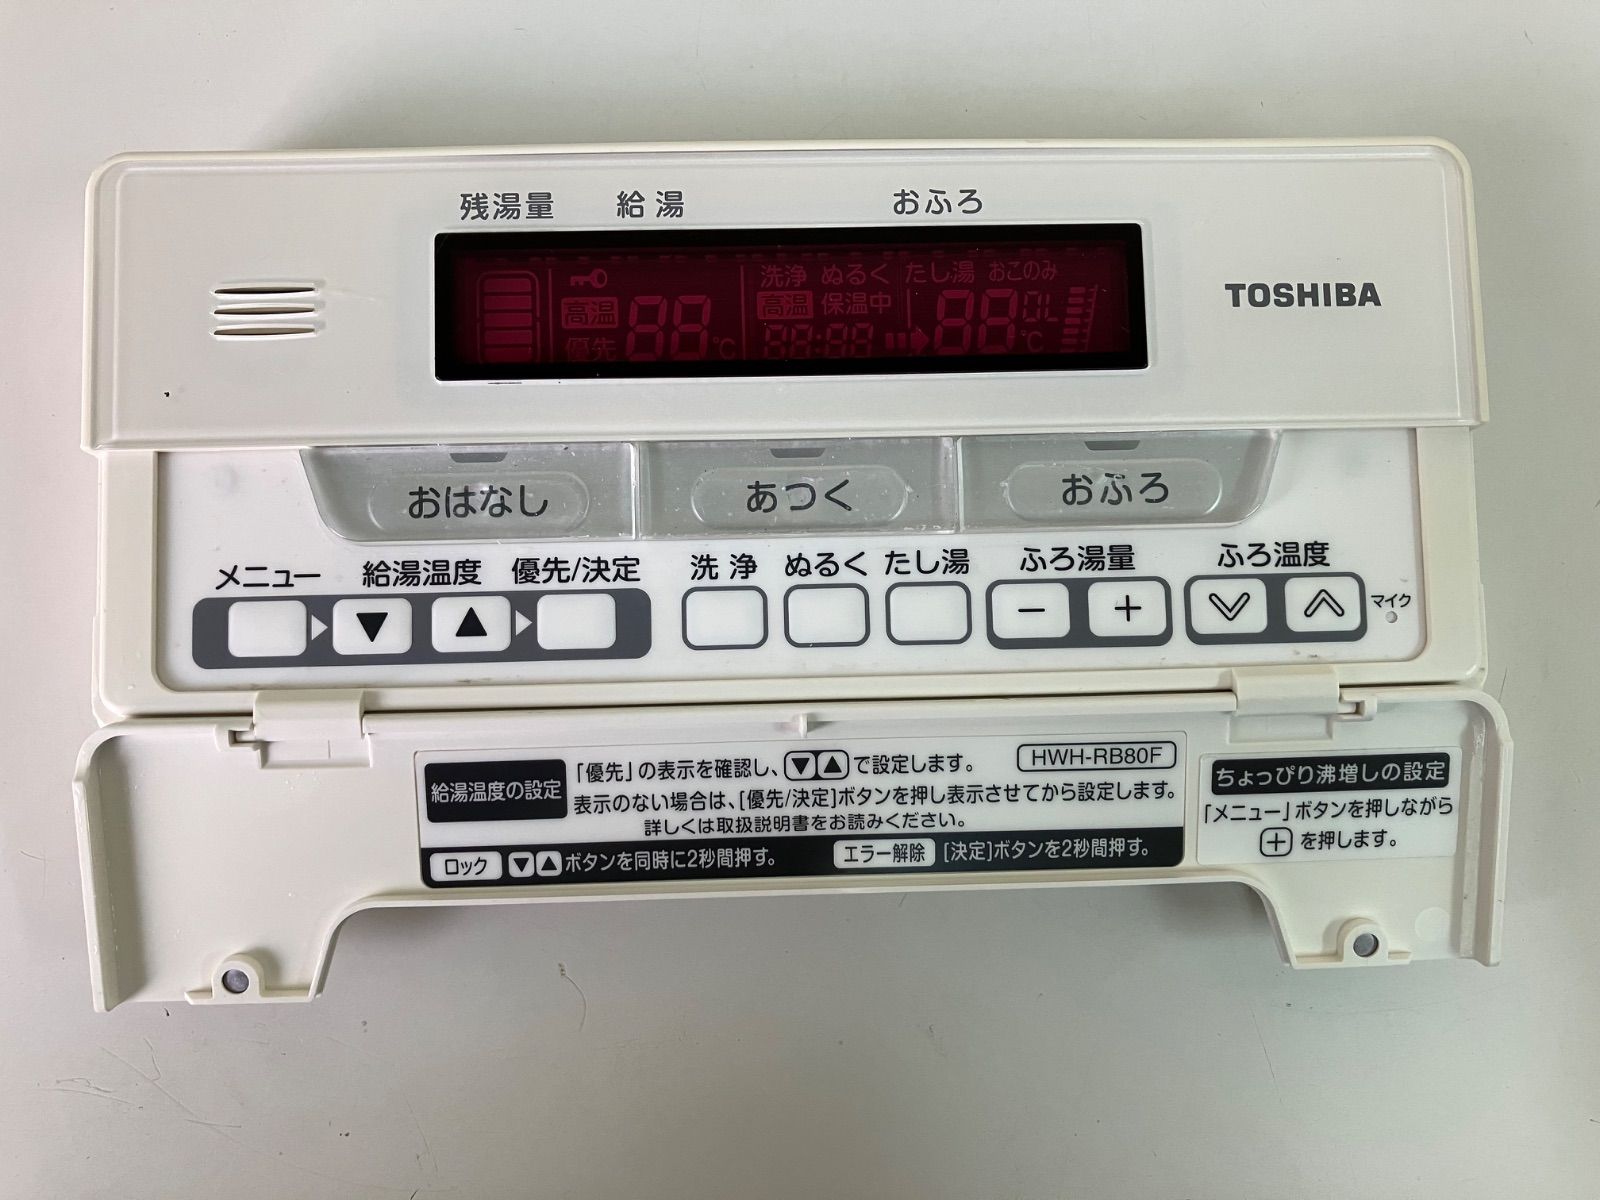 残湯量 給湯 おふろ
洗浄 ぬるく たし湯 おこのみ
高温 88 高温 保温中 88 0L
優先 ℃ 88:88 ℃
TOSHIBA
おはなし あつく おふろ
メニュー 給湯温度 優先/決定 洗浄 ぬるく たし湯 ふろ湯量 ふろ温度
▼ ▲ − + マイク
給湯温度の設定 「優先」の表示を確認し、▼▲で設定します。 HWH-RB80F
表示のない場合は、[優先/決定]ボタンを押し表示させてから設定します。
詳しくは取扱説明書をお読みください。
ロック ▼▲ボタンを同時に2秒間押す。 エラー解除 [決定]ボタンを2秒間押す。
ちょっぴり沸増しの設定
「メニュー」ボタンを押しながら
+を押します。